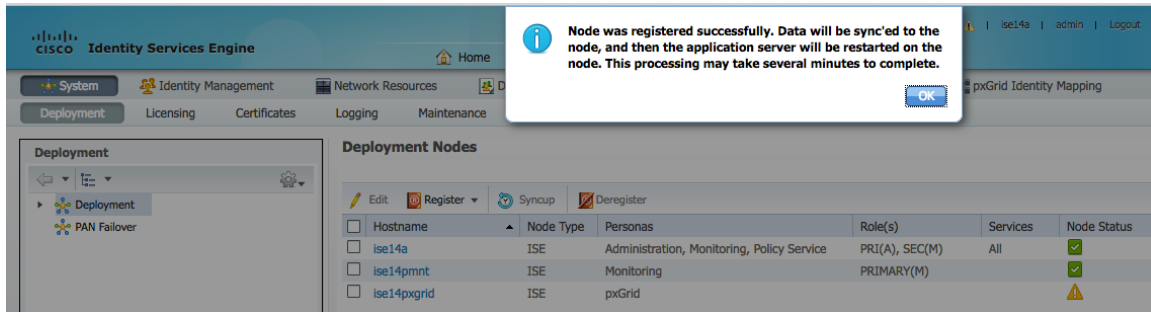 Node was registered successfully. Data will be sync'ed to the
node, and then the application server will be restarted on the
node. This processing may take several minutes to complete.
OK
CISCO Identity Services Engine
Home
ise14a | admin | Logout
System Identity Management Network Resources D pxGrid Identity Mapping
Deployment Licensing Certificates Logging Maintenance
Deployment
Deployment
PAN Failover
Deployment Nodes
Edit Register Syncup Deregister
Hostname Node Type Personas Role(s) Services Node Status
ise14a ISE Administration, Monitoring, Policy Service PRI(A), SEC(M) All
ise14pmnt ISE Monitoring PRIMARY(M)
ise14pxgrid ISE pxGrid